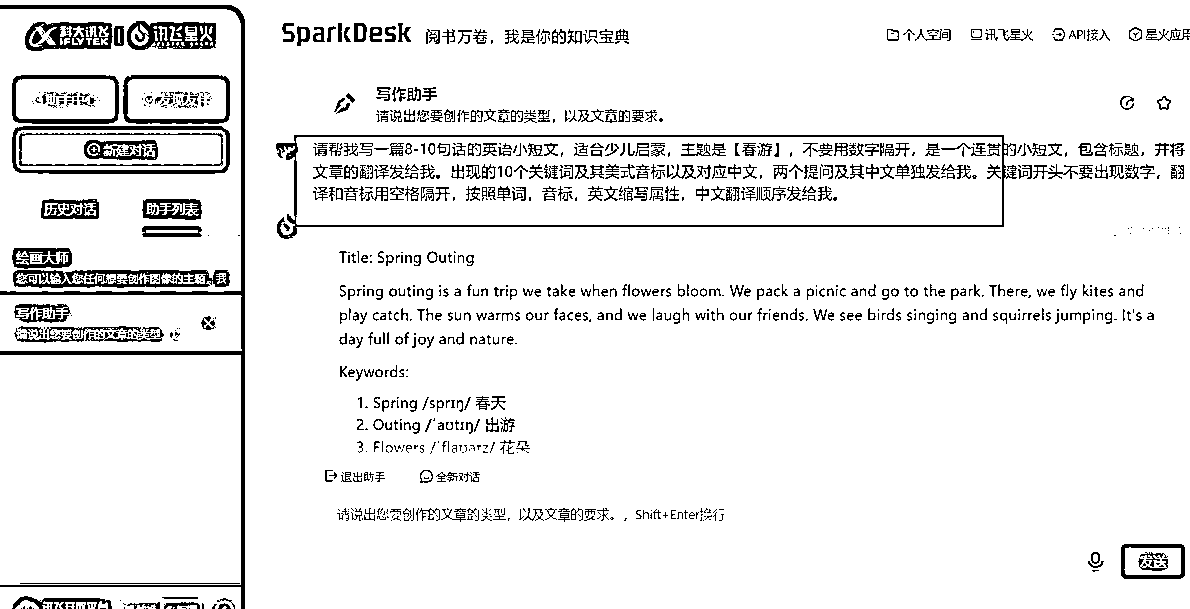 科大讯飞 iFLYTEK 讯飞星火
SparkDesk 阅书万卷，我是你的知识宝典
个人空间 讯飞星火 API接入 星火应用
助手中心 发现友伴
新建对话
历史对话 助手列表
绘画大师
您可以输入您任何想要创作图像的主题，我
写作助手
请说出您要创作的文章的类型
写作助手
请说出您要创作的文章的类型，以及文章的要求。
请帮我写一篇8-10句话的英语小短文，适合少儿启蒙，主题是【春游】，不要用数字隔开，是一个连贯的小短文，包含标题，并将
文章的翻译发给我。出现的10个关键词及其美式音标以及对应中文，两个提问及其中文单独发给我。关键词开头不要出现数字，翻
译和音标用空格隔开，按照单词，音标，英文缩写属性，中文翻译顺序发给我。
Title: Spring Outing
Spring outing is a fun trip we take when flowers bloom. We pack a picnic and go to the park. There, we fly kites and
play catch. The sun warms our faces, and we laugh with our friends. We see birds singing and squirrels jumping. It's a
day full of joy and nature.
Keywords:
1. Spring /sprɪŋ/ 春天
2. Outing /ˈaʊtɪŋ/ 出游
3. Flowers /ˈflaʊərz/ 花朵
退出助手 全新对话
请说出您要创作的文章的类型，以及文章的要求。，Shift+Enter换行
发送